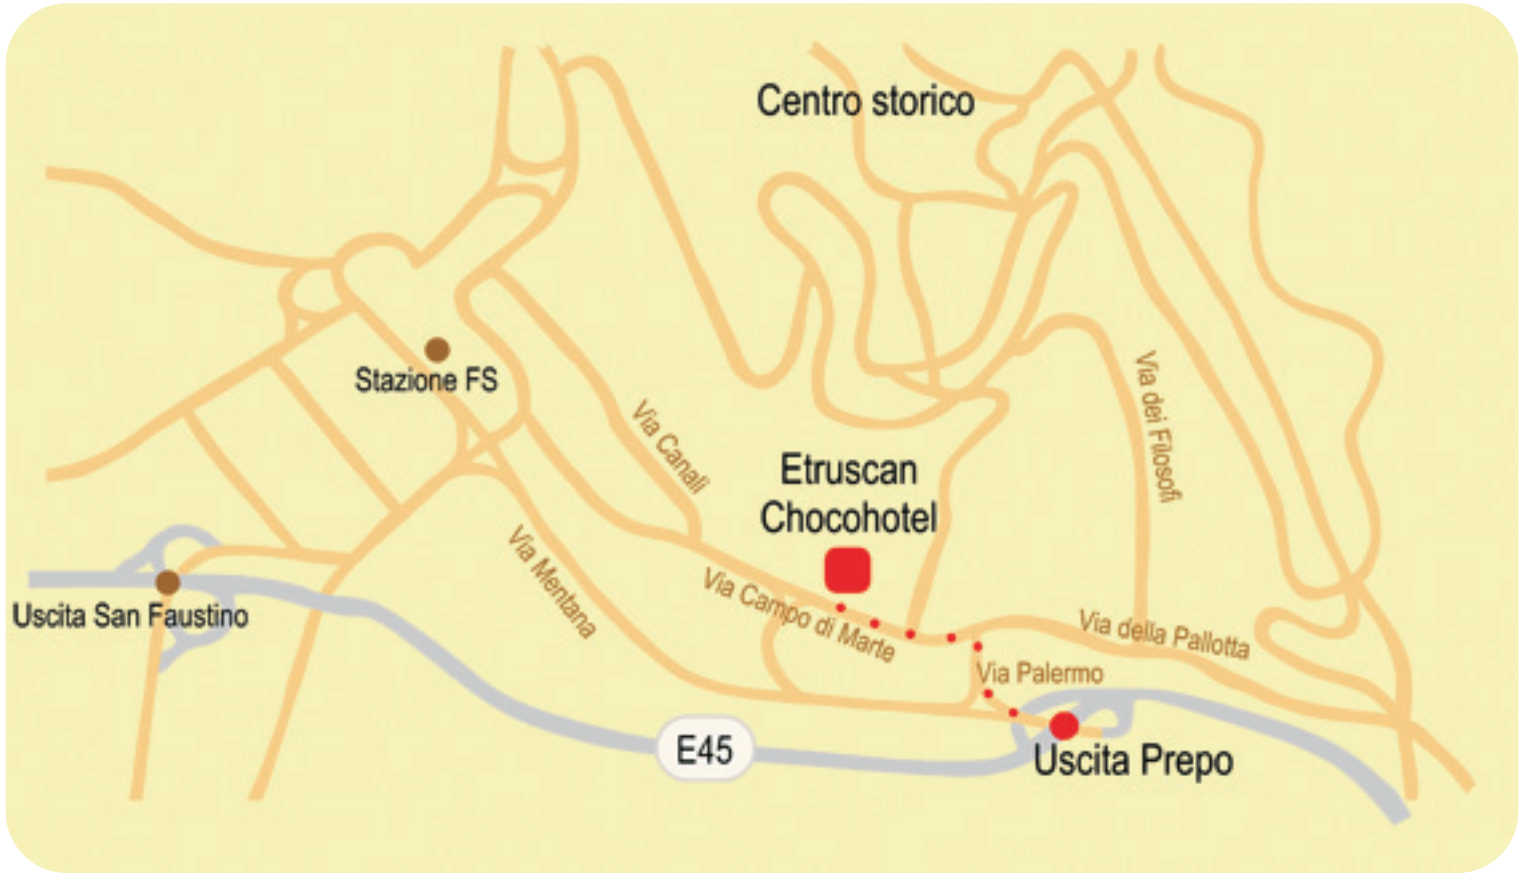 Centro storico
Stazione FS
Via Canali
Via dei Filosofi
Etruscan
Chocohotel
Via Mentana
Via Campo di Marte
Uscita San Faustino
Via della Pallotta
Via Palermo
E45
Uscita Prepo